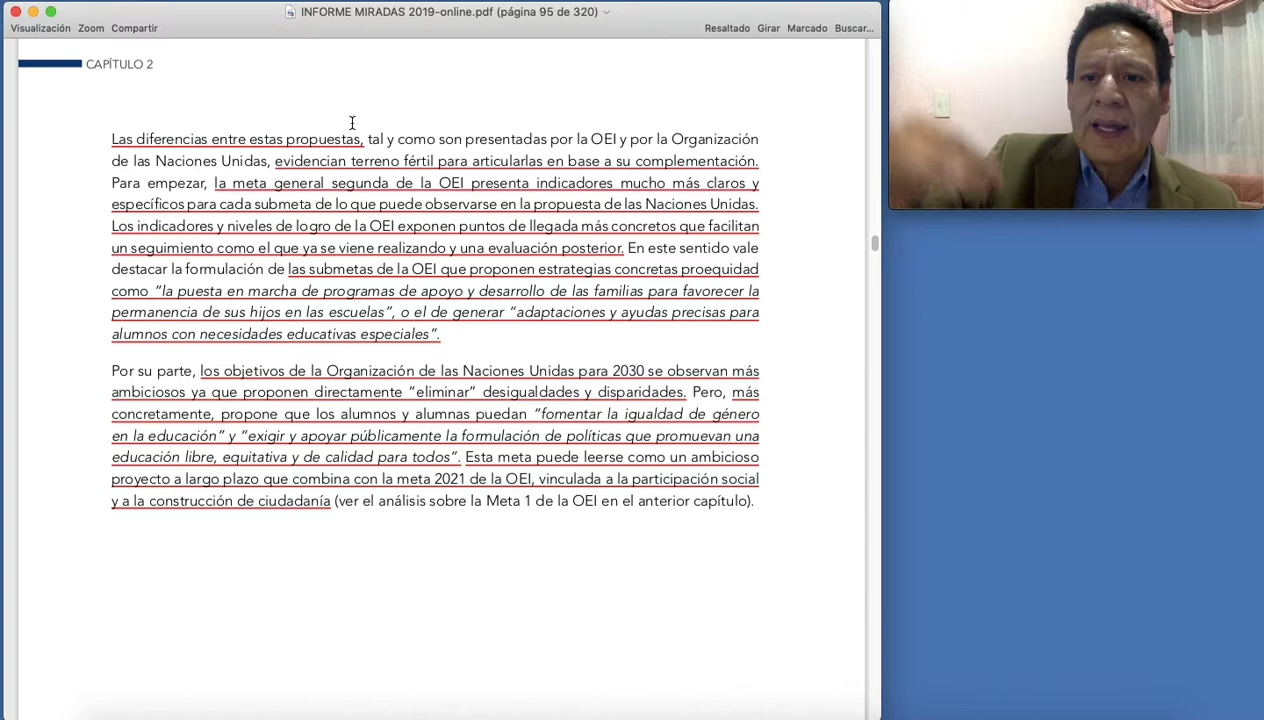 INFORME MIRADAS 2019-online.pdf (página 95 de 320)
Visualización Zoom Compartir Resaltado Girar Marcado Buscar...
CAPÍTULO 2
Las diferencias entre estas propuestas, tal y como son presentadas por la OEI y por la Organización
de las Naciones Unidas, evidencian terreno fértil para articularlas en base a su complementación.
Para empezar, la meta general segunda de la OEI presenta indicadores mucho más claros y
específicos para cada submeta de lo que puede observarse en la propuesta de las Naciones Unidas.
Los indicadores y niveles de logro de la OEI exponen puntos de llegada más concretos que facilitan
un seguimiento como el que ya se viene realizando y una evaluación posterior. En este sentido vale
destacar la formulación de las submetas de la OEI que proponen estrategias concretas proequidad
como “la puesta en marcha de programas de apoyo y desarrollo de las familias para favorecer la
permanencia de sus hijos en las escuelas”, o el de generar “adaptaciones y ayudas precisas para
alumnos con necesidades educativas especiales”.
Por su parte, los objetivos de la Organización de las Naciones Unidas para 2030 se observan más
ambiciosos ya que proponen directamente “eliminar” desigualdades y disparidades. Pero, más
concretamente, propone que los alumnos y alumnas puedan “fomentar la igualdad de género
en la educación” y “exigir y apoyar públicamente la formulación de políticas que promuevan una
educación libre, equitativa y de calidad para todos”. Esta meta puede leerse como un ambicioso
proyecto a largo plazo que combina con la meta 2021 de la OEI, vinculada a la participación social
y a la construcción de ciudadanía (ver el análisis sobre la Meta 1 de la OEI en el anterior capítulo).